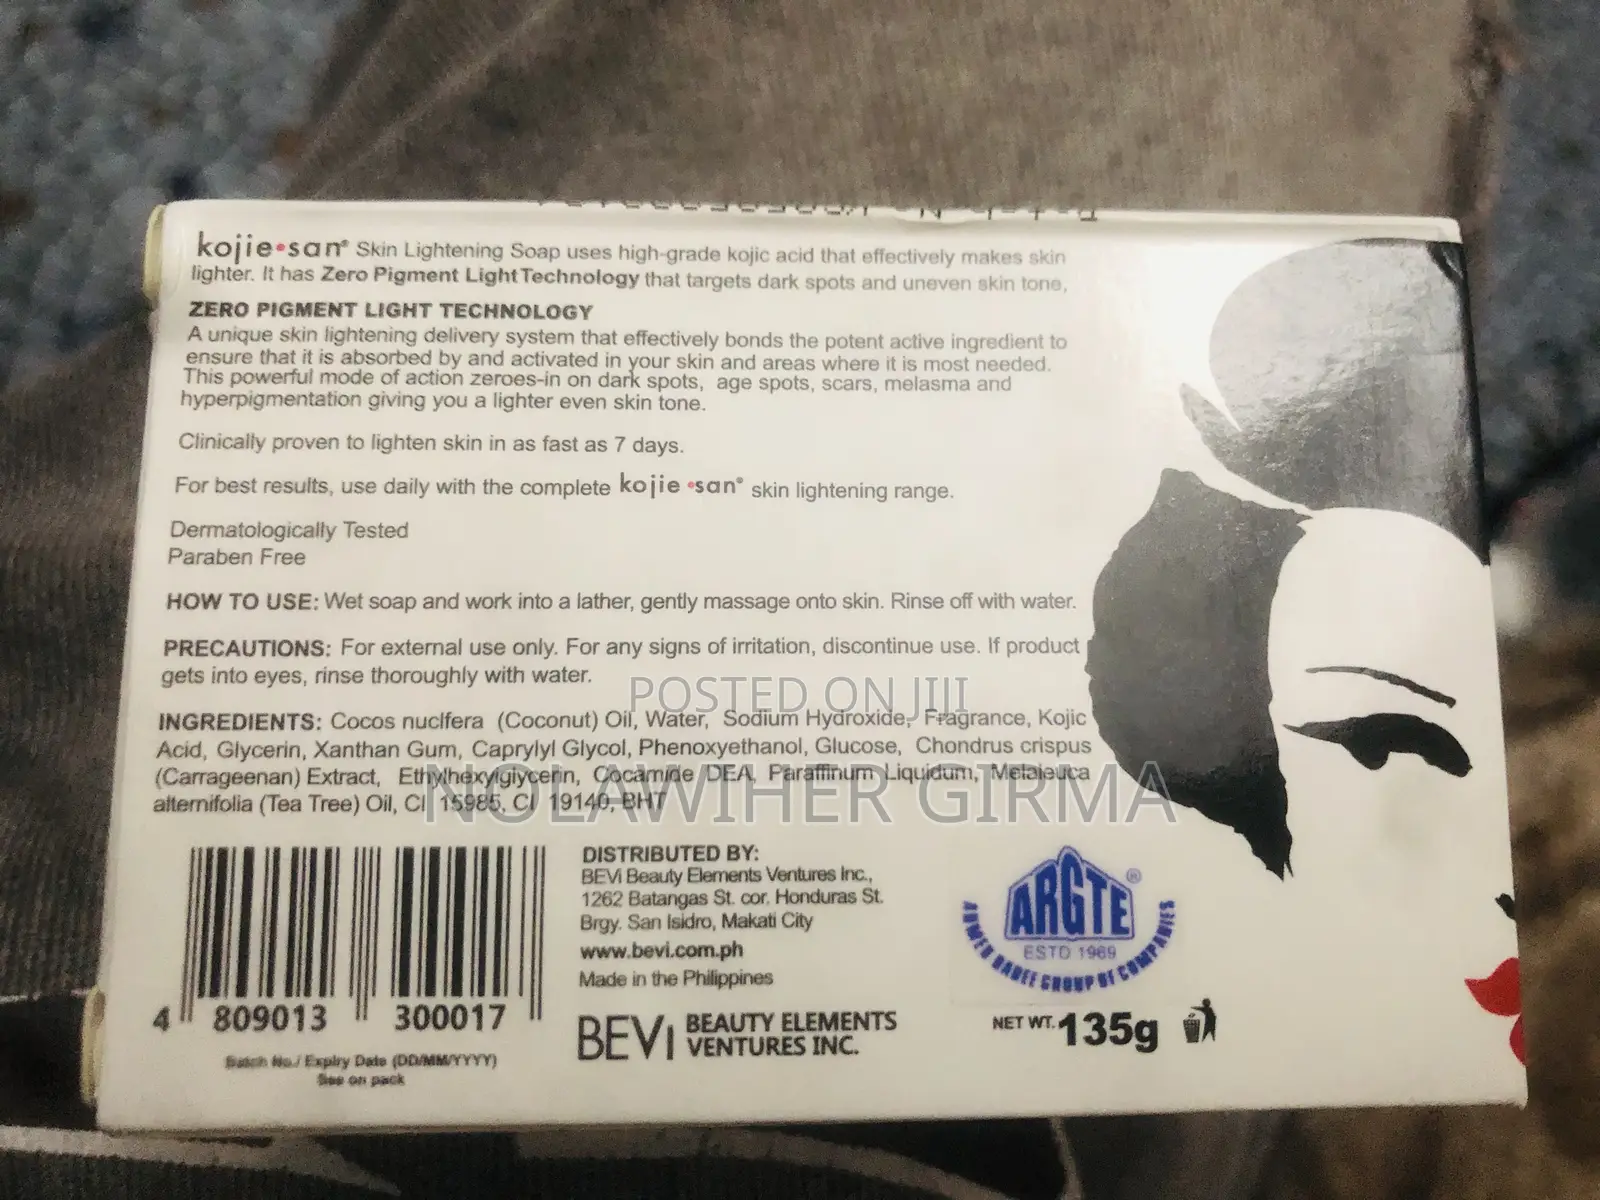 kojie•san® Skin Lightening Soap uses high-grade kojic acid that effectively makes skin
lighter. It has Zero Pigment Light Technology that targets dark spots and uneven skin tone,
ZERO PIGMENT LIGHT TECHNOLOGY
A unique skin lightening delivery system that effectively bonds the potent active ingredient to
ensure that it is absorbed by and activated in your skin and areas where it is most needed.
This powerful mode of action zeroes-in on dark spots, age spots, scars, melasma and
hyperpigmentation giving you a lighter even skin tone.
Clinically proven to lighten skin in as fast as 7 days.
For best results, use daily with the complete kojie•san® skin lightening range.
Dermatologically Tested
Paraben Free
HOW TO USE: Wet soap and work into a lather, gently massage onto skin. Rinse off with water.
PRECAUTIONS: For external use only. For any signs of irritation, discontinue use. If product
gets into eyes, rinse thoroughly with water.
POSTED ON JIJI
INGREDIENTS: Cocos nucifera (Coconut) Oil, Water, Sodium Hydroxide, Fragrance, Kojic
Acid, Glycerin, Xanthan Gum, Caprylyl Glycol, Phenoxyethanol, Glucose, Chondrus crispus
(Carrageenan) Extract, Ethylhexylglycerin, Cocamide DEA, Paraffinum Liquidum, Melaleuca
alternifolia (Tea Tree) Oil, CI 15985, CI 19140, BHT
NOLAWIHER GIRMA
4 809013 300017
Batch No./ Expiry Date (DD/MM/YYYY)
See on pack
DISTRIBUTED BY:
BEVi Beauty Elements Ventures Inc.,
1262 Batangas St. cor. Honduras St.
Brgy. San Isidro, Makati City
www.bevi.com.ph
Made in the Philippines
BEVi BEAUTY ELEMENTS
VENTURES INC.
ARGTE®
ESTD 1969
AHMED RADEE GROUP OF COMPANIES
NET WT. 135g